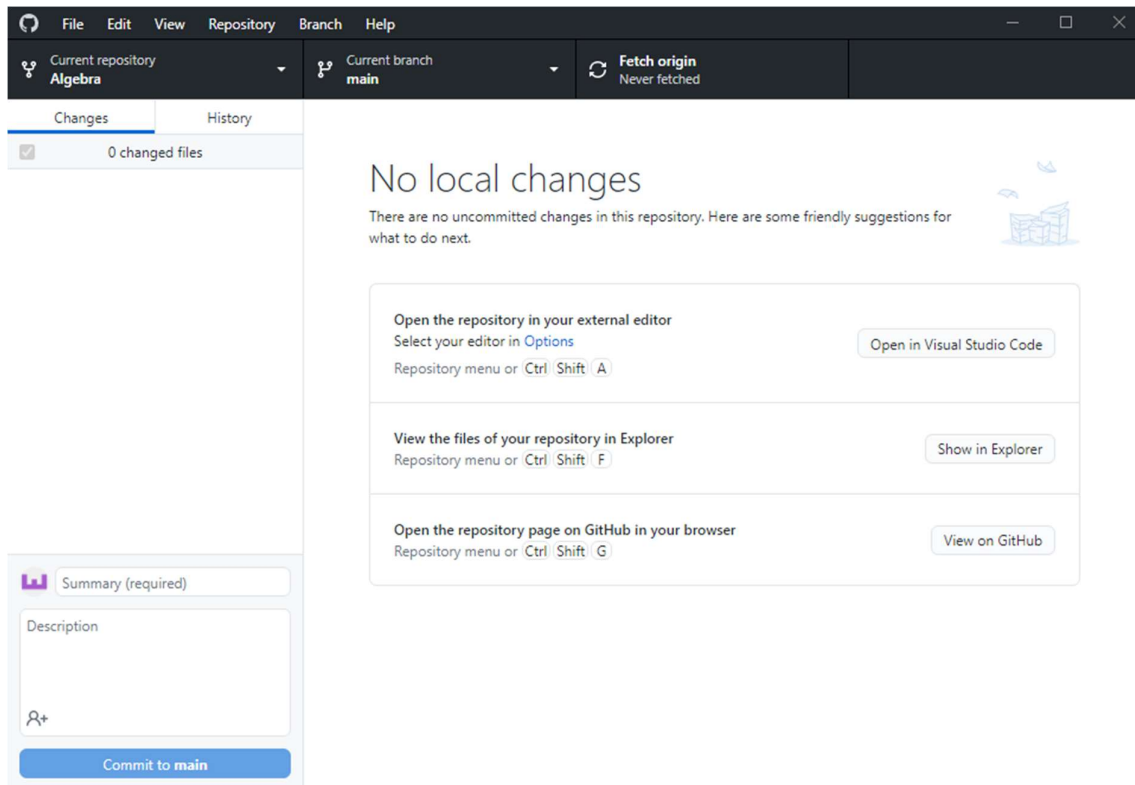 File Edit View Repository Branch Help
Current repository
Algebra
Current branch
main
Fetch origin
Never fetched
Changes History
0 changed files
No local changes
There are no uncommitted changes in this repository. Here are some friendly suggestions for
what to do next.
Open the repository in your external editor
Select your editor in Options
Repository menu or Ctrl Shift A
Open in Visual Studio Code
View the files of your repository in Explorer
Repository menu or Ctrl Shift F
Show in Explorer
Open the repository page on GitHub in your browser
Repository menu or Ctrl Shift G
View on GitHub
Summary (required)
Description
Commit to main